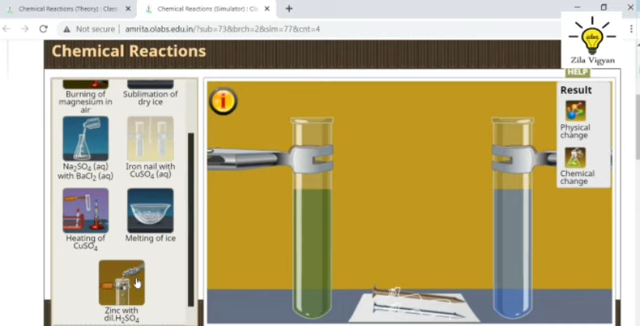 Chemical Reactions (Theory) : Class
Chemical Reactions (Simulator) : Cl
Not secure | amrita.olabs.edu.in/?sub=73&brch=2&sim=77&cnt=4
Zila Vigyan
Chemical Reactions
HELP
Burning of
magnesium in
air
Sublimation of
dry ice
Na₂SO₄ (aq)
with BaCl₂ (aq)
Iron nail with
CuSO₄ (aq)
Heating of
CuSO₄
Melting of ice
Zinc with
dil.H₂SO₄
i
Result
Physical
change
Chemical
change